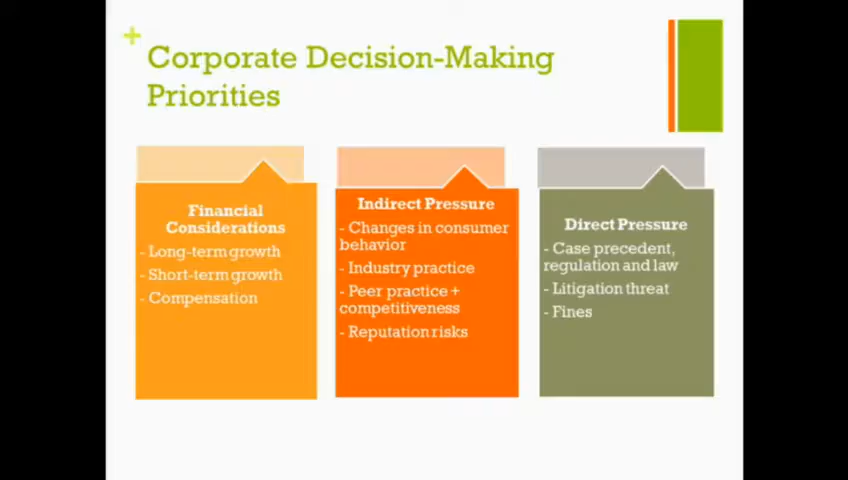 +
Corporate Decision-Making
Priorities
Financial
Considerations
- Long-term growth
- Short-term growth
- Compensation
Indirect Pressure
- Changes in consumer
behavior
- Industry practice
- Peer practice +
competitiveness
- Reputation risks
Direct Pressure
- Case precedent,
regulation and law
- Litigation threat
- Fines